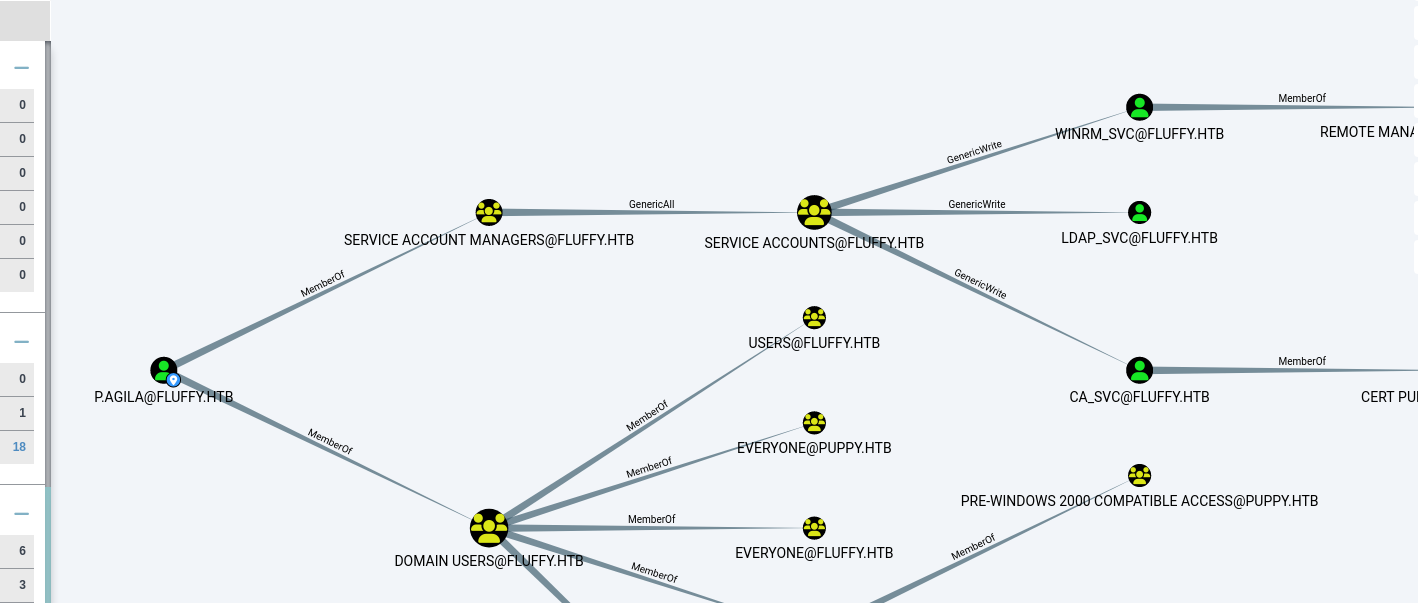 0
0
0
0
0
0
0
1
18
6
3
MemberOf
WINRM_SVC@FLUFFY.HTB
REMOTE MANA
GenericWrite
GenericAll
GenericWrite
SERVICE ACCOUNT MANAGERS@FLUFFY.HTB
SERVICE ACCOUNTS@FLUFFY.HTB
LDAP_SVC@FLUFFY.HTB
MemberOf
GenericWrite
USERS@FLUFFY.HTB
MemberOf
P.AGILA@FLUFFY.HTB
CA_SVC@FLUFFY.HTB
CERT PU
MemberOf
MemberOf
EVERYONE@PUPPY.HTB
MemberOf
PRE-WINDOWS 2000 COMPATIBLE ACCESS@PUPPY.HTB
MemberOf
DOMAIN USERS@FLUFFY.HTB
EVERYONE@FLUFFY.HTB
MemberOf
MemberOf